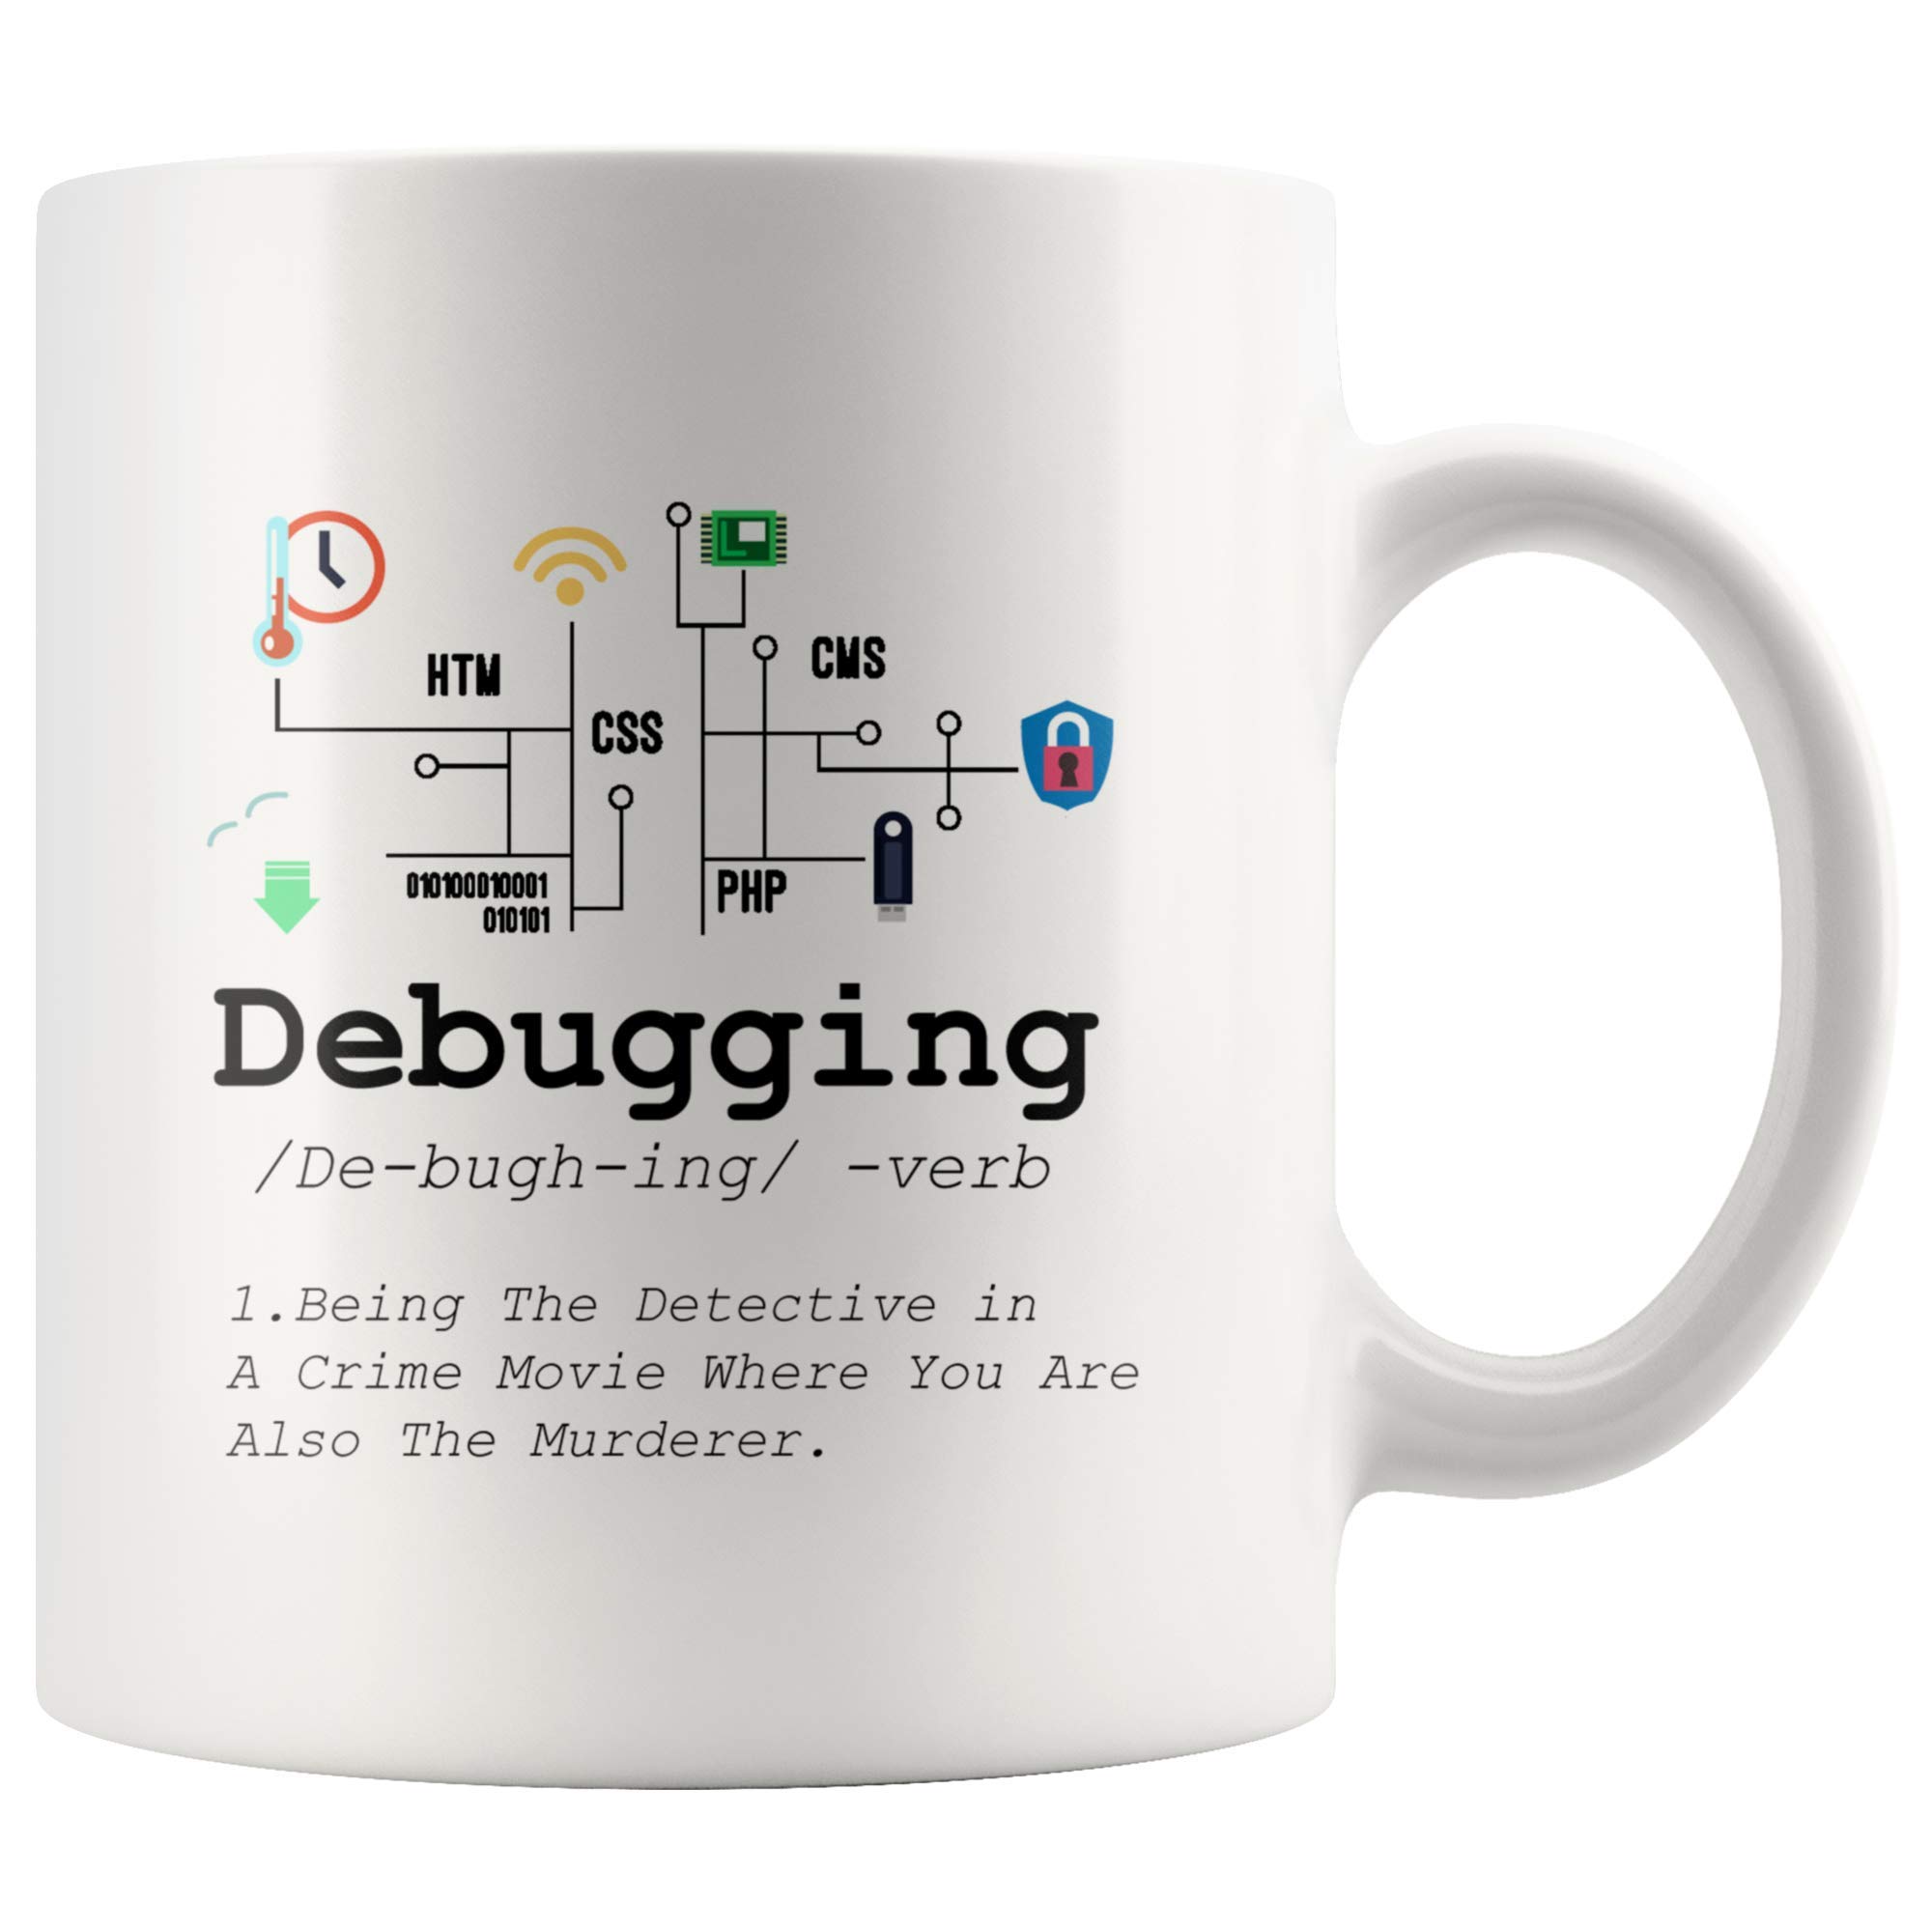 HTM
CMS
CSS
010100010001
010101
PHP
Debugging
/De-bugh-ing/ -verb
1.Being The Detective in
A Crime Movie Where You Are
Also The Murderer.